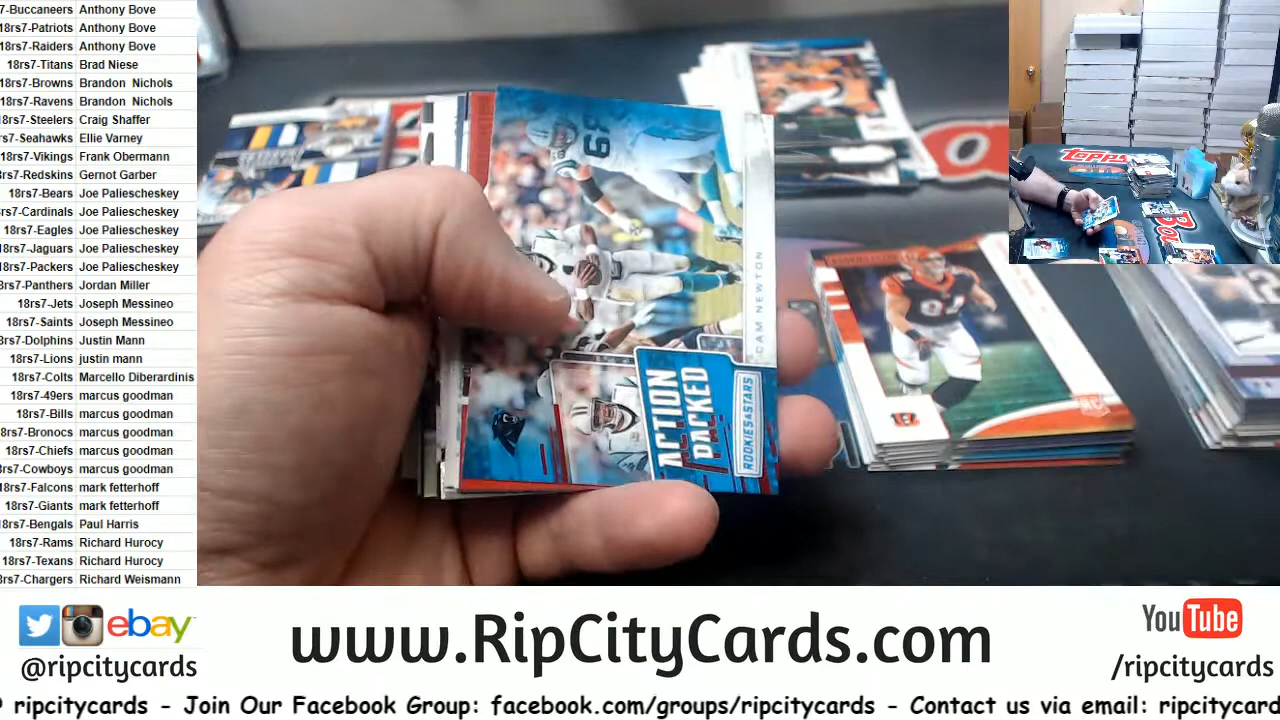 7-Buccaneers Anthony Bove
18rs7-Patriots Anthony Bove
18rs7-Raiders Anthony Bove
18rs7-Titans Brad Niese
18rs7-Browns Brandon Nichols
18rs7-Ravens Brandon Nichols
18rs7-Steelers Craig Shaffer
rs7-Seahawks Ellie Varney
18rs7-Vikings Frank Obermann
rs7-Redskins Gernot Garber
18rs7-Bears Joe Paliescheskey
rs7-Cardinals Joe Paliescheskey
18rs7-Eagles Joe Paliescheskey
rs7-Jaguars Joe Paliescheskey
rs7-Packers Joe Paliescheskey
rs7-Panthers Jordan Miller
18rs7-Jets Joseph Messineo
18rs7-Saints Joseph Messineo
rs7-Dolphins Justin Mann
18rs7-Lions justin mann
18rs7-Colts Marcello Diberardinis
18rs7-49ers marcus goodman
18rs7-Bills marcus goodman
8rs7-Broncos marcus goodman
18rs7-Chiefs marcus goodman
8rs7-Cowboys marcus goodman
18rs7-Falcons mark fetterhoff
18rs7-Giants mark fetterhoff
8rs7-Bengals Paul Harris
18rs7-Rams Richard Hurocy
18rs7-Texans Richard Hurocy
8rs7-Chargers Richard Weismann
68
CAM NEWTON
ACTION
PACKED
ROOKIES & STARS
Topps
ebay
@ripcitycards
www.RipCityCards.com
YouTube
/ripcitycards
ripcitycards - Join Our Facebook Group: facebook.com/groups/ripcitycards - Contact us via email: ripcitycard